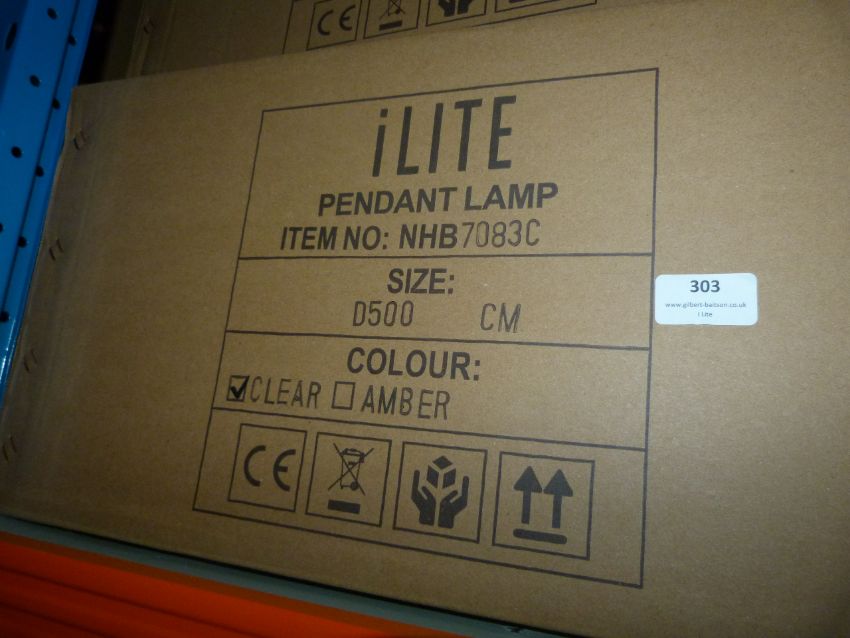 CE
iLITE
PENDANT LAMP
ITEM NO: NHB7083C
SIZE:
D500 CM
COLOUR:
CLEAR AMBER
CE
303
www.gilbert-baitson.co.uk
i Lite